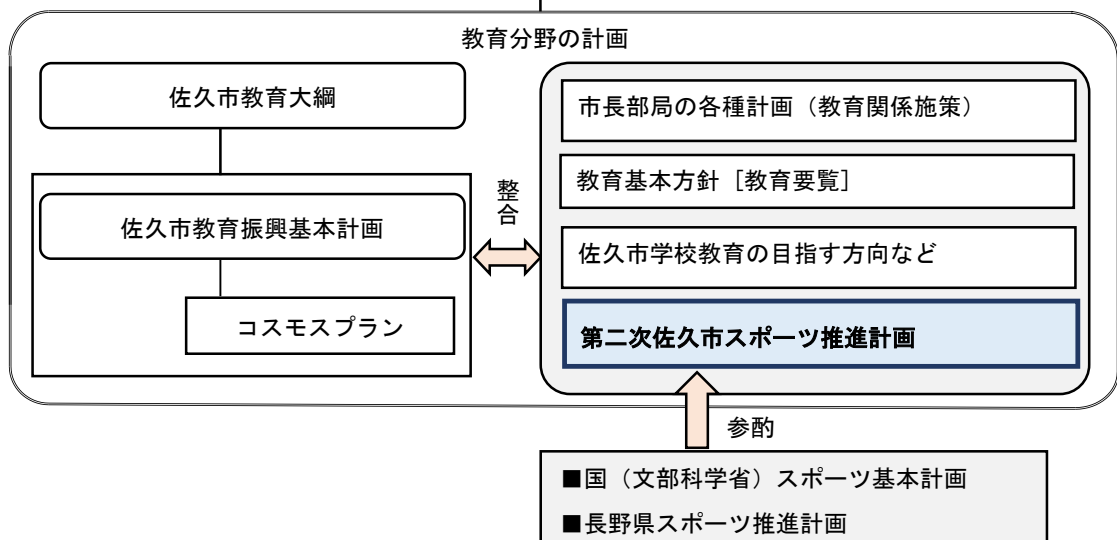 教育分野の計画
佐久市教育大綱
佐久市教育振興基本計画
コスモスプラン
整合
市長部局の各種計画（教育関係施策）
教育基本方針［教育要覧］
佐久市学校教育の目指す方向など
第二次佐久市スポーツ推進計画
参酌
■国（文部科学省）スポーツ基本計画
■長野県スポーツ推進計画